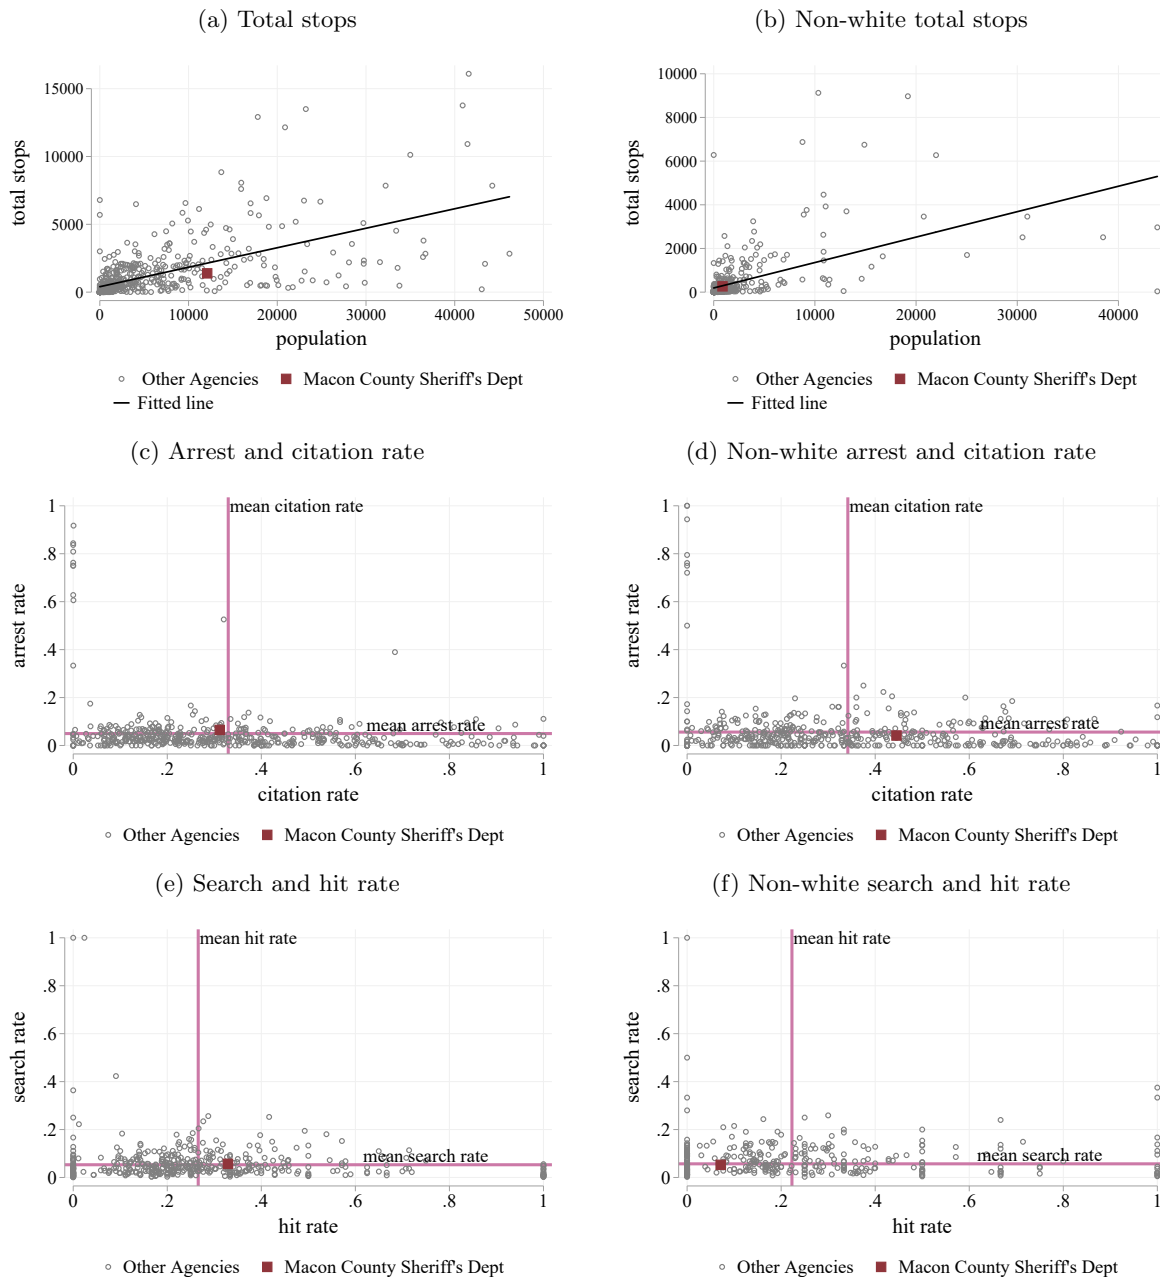 (a) Total stops
(b) Non-white total stops
total stops
15000
10000
5000
0
0 10000 20000 30000 40000 50000
population
Other Agencies Macon County Sheriff's Dept
Fitted line
total stops
10000
8000
6000
4000
2000
0
0 10000 20000 30000 40000
population
Other Agencies Macon County Sheriff's Dept
Fitted line
(c) Arrest and citation rate
(d) Non-white arrest and citation rate
arrest rate
1
.8
.6
.4
.2
0
mean citation rate
mean arrest rate
0 .2 .4 .6 .8 1
citation rate
Other Agencies Macon County Sheriff's Dept
arrest rate
1
.8
.6
.4
.2
0
mean citation rate
mean arrest rate
0 .2 .4 .6 .8 1
citation rate
Other Agencies Macon County Sheriff's Dept
(e) Search and hit rate
(f) Non-white search and hit rate
search rate
1
.8
.6
.4
.2
0
mean hit rate
mean search rate
0 .2 .4 .6 .8 1
hit rate
Other Agencies Macon County Sheriff's Dept
search rate
1
.8
.6
.4
.2
0
mean hit rate
mean search rate
0 .2 .4 .6 .8 1
hit rate
Other Agencies Macon County Sheriff's Dept